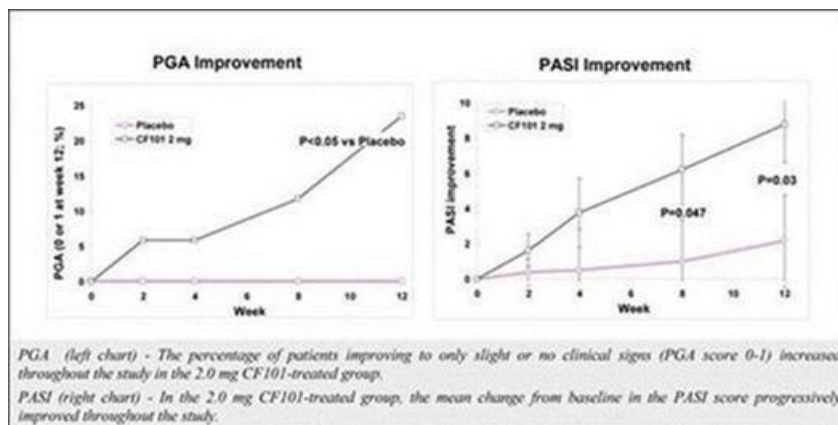 PGA Improvement
25
20
15
10
5
0
PGA (0 or 1 at week 12; %)
Placebo
CF101 2 mg
P<0.05 vs Placebo
0
2
4
6
8
10
12
Week
PASI Improvement
10
8
6
4
2
0
PASI improvement
Placebo
CF101 2 mg
P=0.047
P=0.03
0
2
4
6
8
10
12
Week
PGA (left chart) - The percentage of patients improving to only slight or no clinical signs (PGA score 0-1) increased
throughout the study in the 2.0 mg CF101-treated group.
PASI (right chart) - In the 2.0 mg CF101-treated group, the mean change from baseline in the PASI score progressively
improved throughout the study.